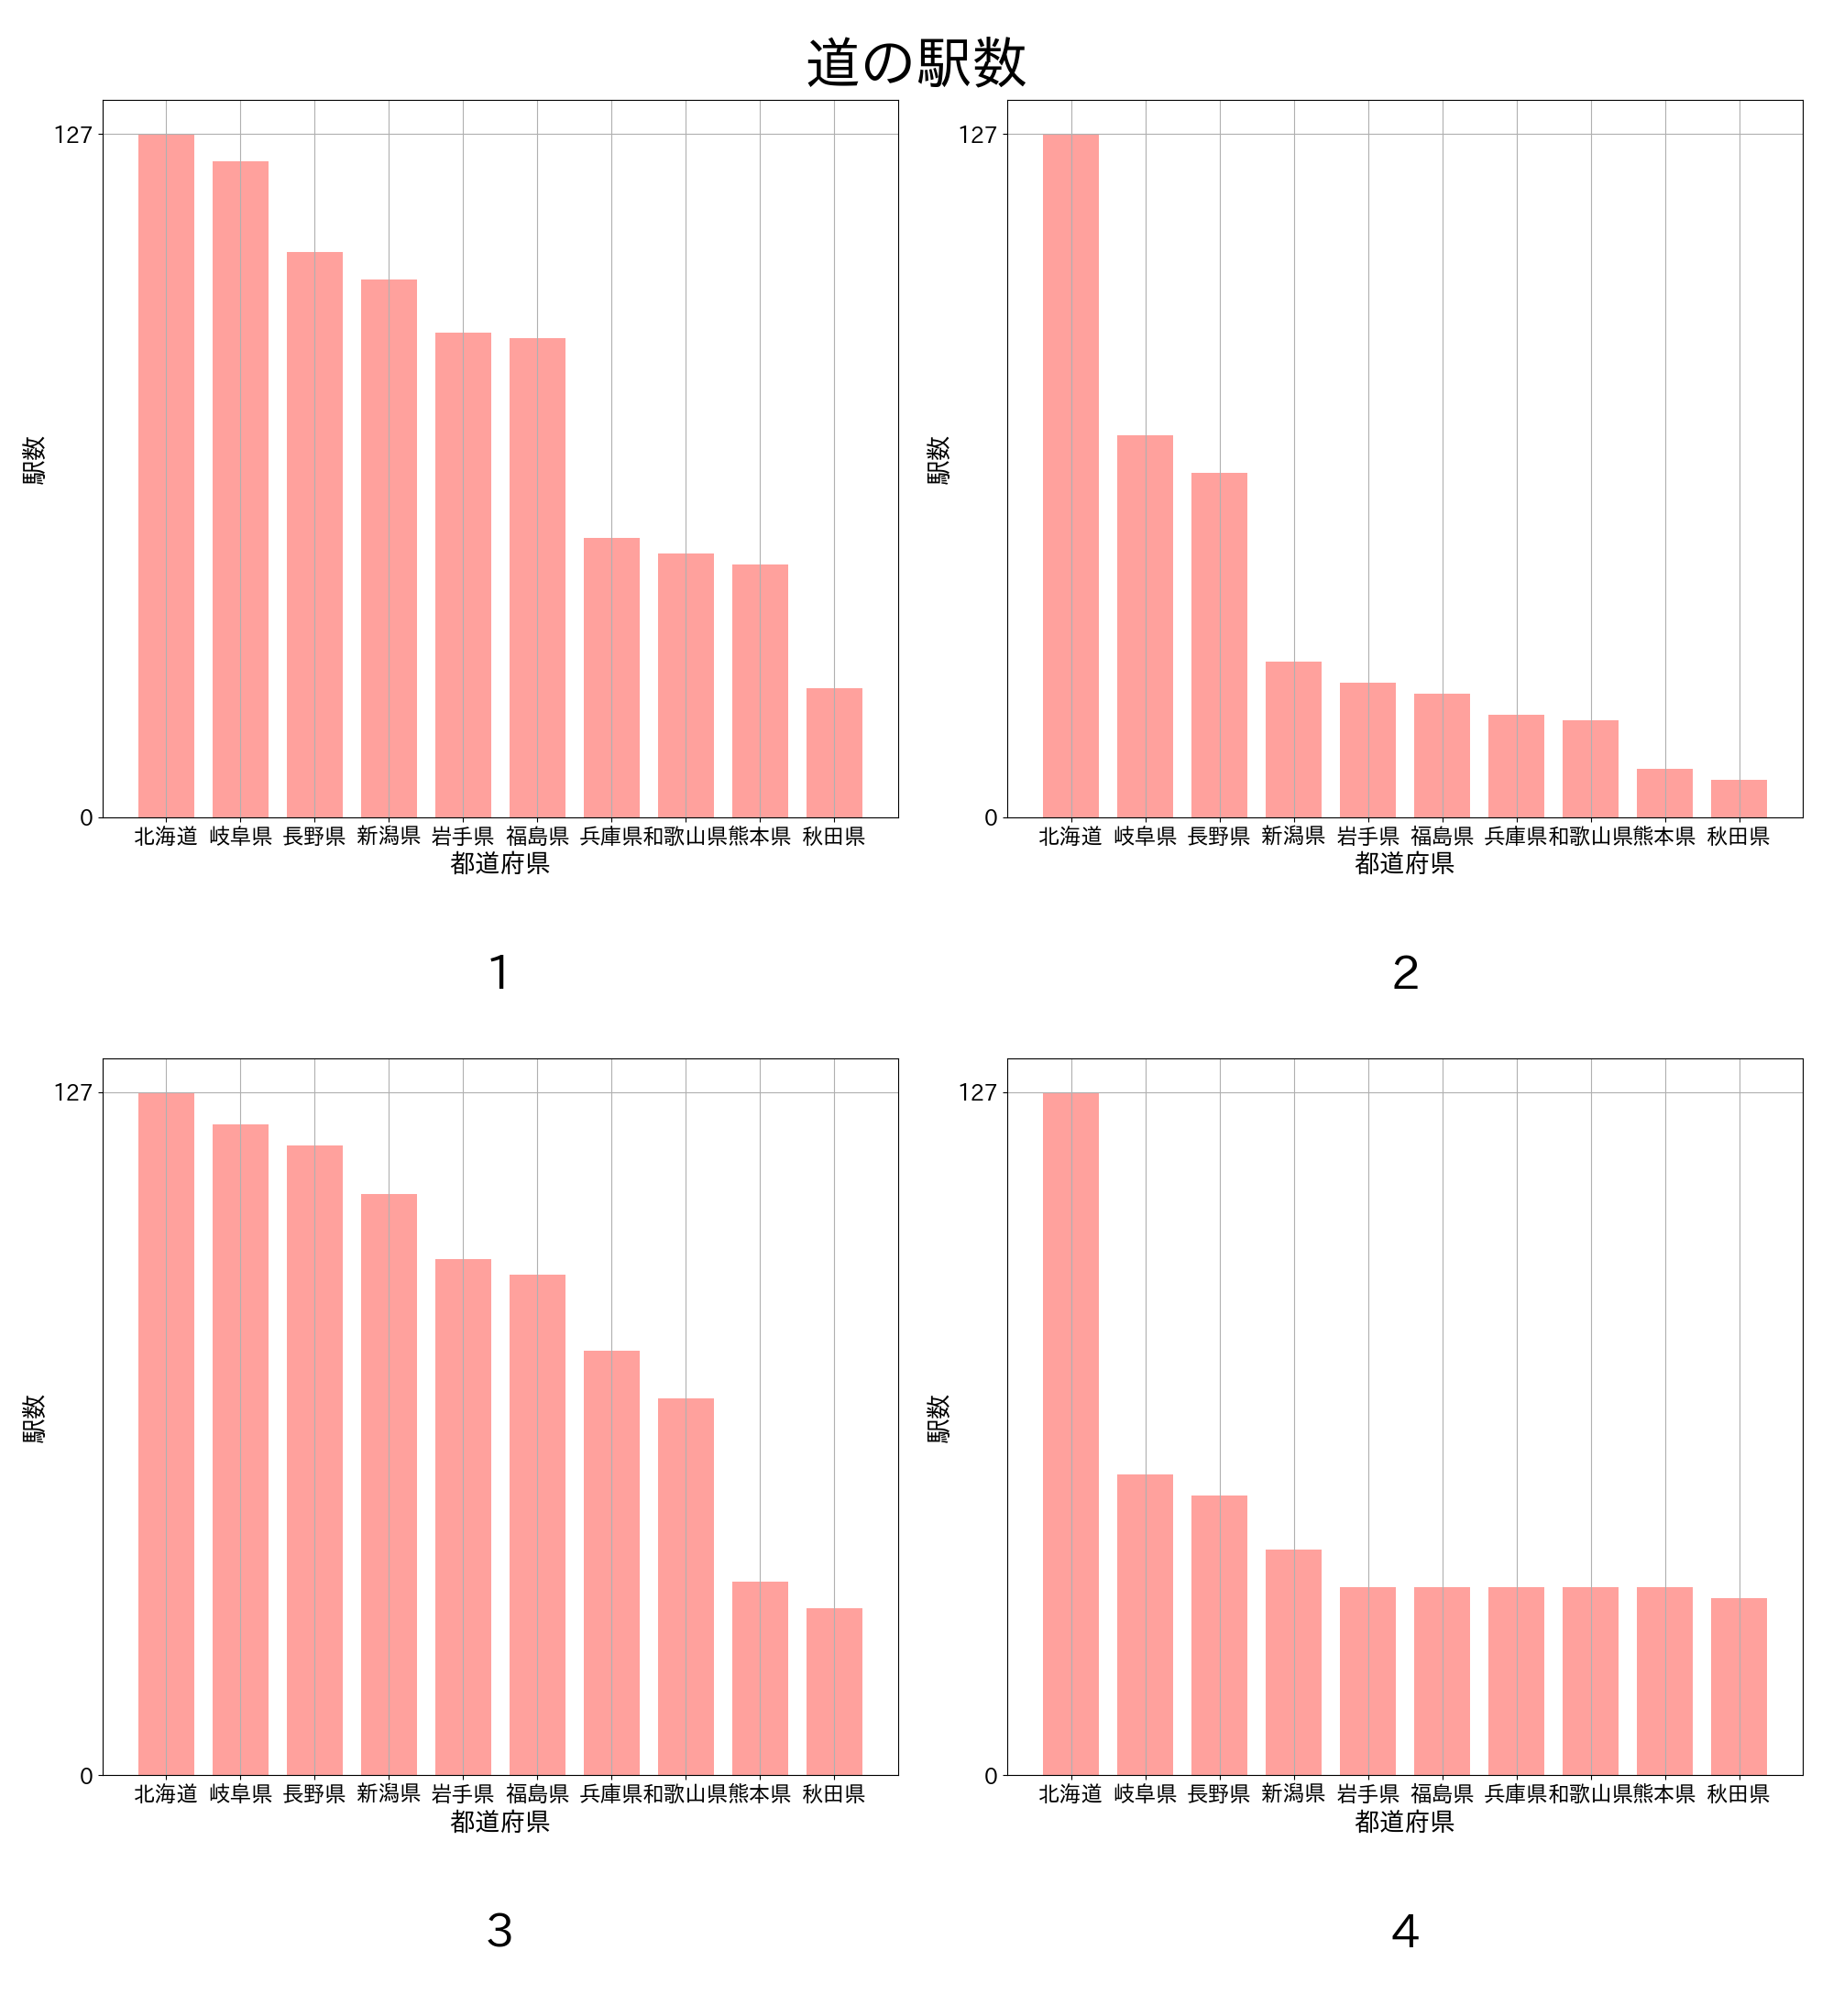 道の駅数
127
0
駅数
北海道 岐阜県 長野県 新潟県 岩手県 福島県 兵庫県 和歌山県 熊本県 秋田県
都道府県
1
127
0
駅数
北海道 岐阜県 長野県 新潟県 岩手県 福島県 兵庫県 和歌山県 熊本県 秋田県
都道府県
2
127
0
駅数
北海道 岐阜県 長野県 新潟県 岩手県 福島県 兵庫県 和歌山県 熊本県 秋田県
都道府県
3
127
0
駅数
北海道 岐阜県 長野県 新潟県 岩手県 福島県 兵庫県 和歌山県 熊本県 秋田県
都道府県
4